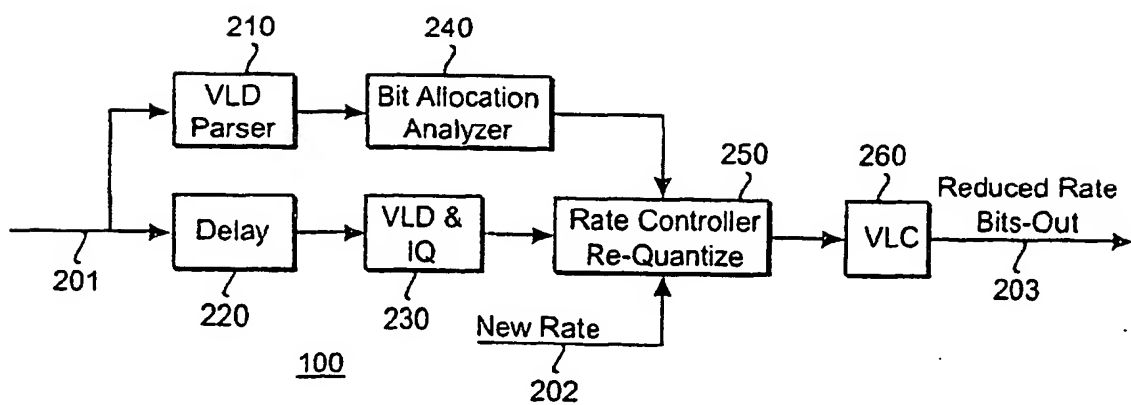 210
240
VLD
Parser
Bit Allocation
Analyzer
250
260
Reduced Rate
Bits-Out
Delay
VLD &
IQ
Rate Controller
Re-Quantize
VLC
201
220
230
203
New Rate
100
202